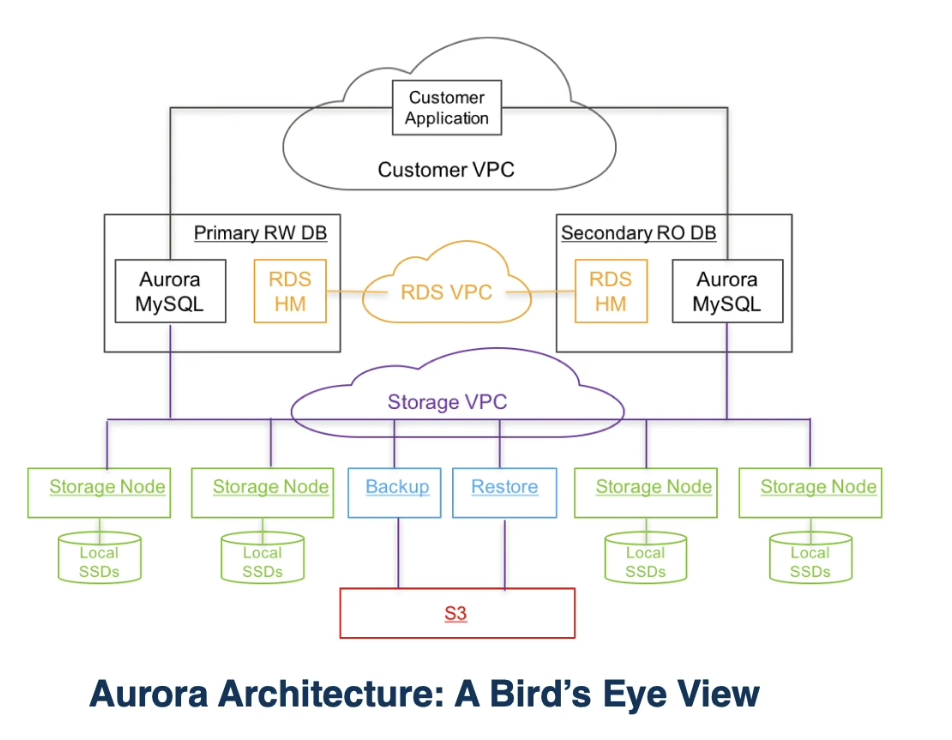 Customer
Application
Customer VPC
Primary RW DB
Aurora
MySQL
RDS
HM
RDS VPC
Secondary RO DB
RDS
HM
Aurora
MySQL
Storage VPC
Storage Node
Storage Node
Backup
Restore
Storage Node
Storage Node
Local
SSDs
Local
SSDs
Local
SSDs
Local
SSDs
S3
Aurora Architecture: A Bird’s Eye View